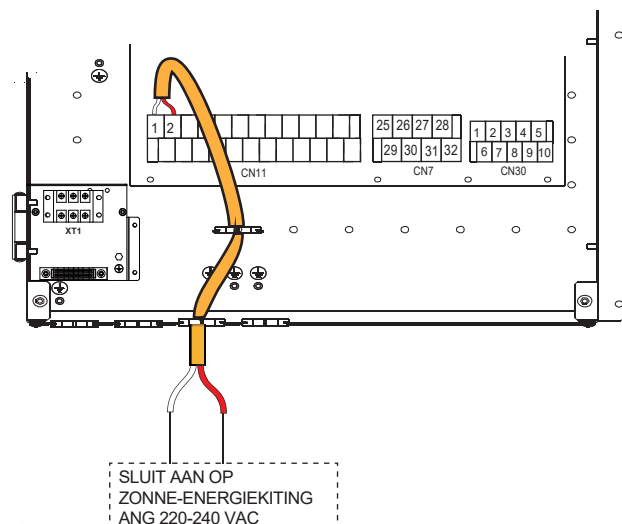 1 2
25 26 27 28
29 30 31 32
1 2 3 4 5
6 7 8 9 10
CN11
CN7
CN30
XT1
SLUIT AAN OP
ZONNE-ENERGIEKITING
ANG 220-240 VAC